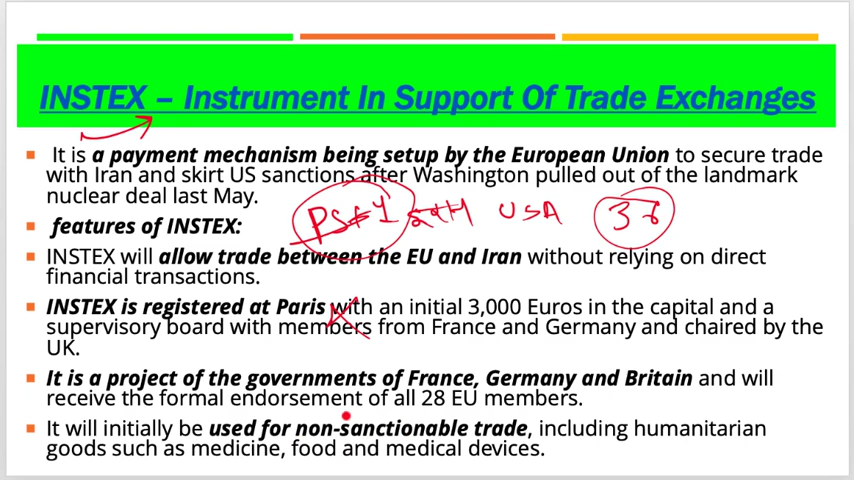 INSTEX – Instrument In Support Of Trade Exchanges
It is a payment mechanism being setup by the European Union to secure trade
with Iran and skirt US sanctions after Washington pulled out of the landmark
nuclear deal last May.
P5+1 USA
features of INSTEX:
INSTEX will allow trade between the EU and Iran without relying on direct
financial transactions.
INSTEX is registered at Paris with an initial 3,000 Euros in the capital and a
supervisory board with members from France and Germany and chaired by the
UK.
It is a project of the governments of France, Germany and Britain and will
receive the formal endorsement of all 28 EU members.
It will initially be used for non-sanctionable trade, including humanitarian
goods such as medicine, food and medical devices.